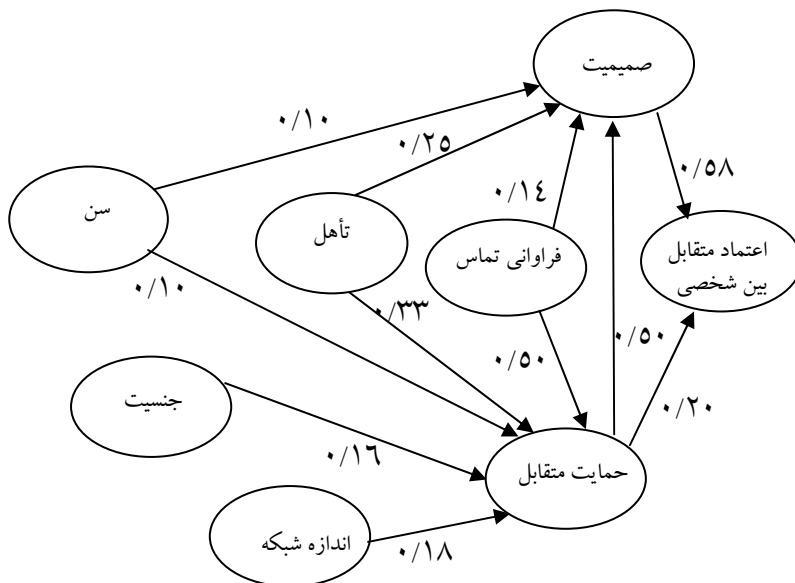 صمیمیت
۰/۱۰
۰/۲۵
۰/۵۸
۰/۱٤
سن
تأهل
فراوانی تماس
اعتماد متقابل
بین شخصی
۰/۱۰
۰/۳۳
۰/۵۰
۰/۵۰
۰/۲۰
جنسیت
۰/۱٦
حمایت متقابل
اندازه شبکه
۰/۱۸